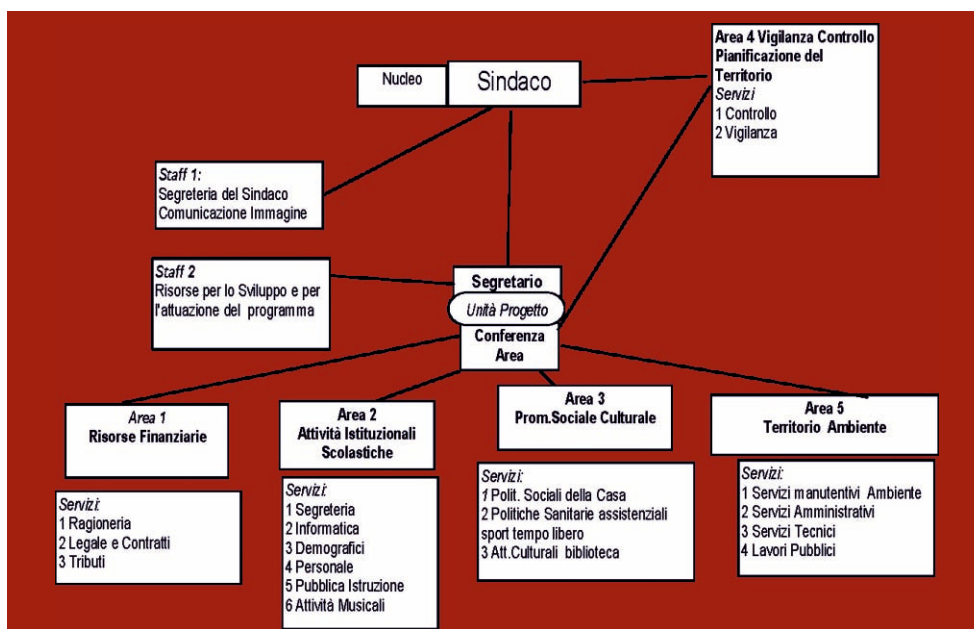 Nucleo
Sindaco
Area 4 Vigilanza Controllo
Pianificazione del
Territorio
Servizi
1 Controllo
2 Vigilanza
Staff 1:
Segreteria del Sindaco
Comunicazione Immagine
Staff 2
Risorse per lo Sviluppo e per
l'attuazione del programma
Segretario
Unità Progetto
Conferenza
Area
Area 1
Risorse Finanziarie
Servizi:
1 Ragioneria
2 Legale e Contratti
3 Tributi
Area 2
Attività Istituzionali
Scolastiche
Servizi:
1 Segreteria
2 Informatica
3 Demografici
4 Personale
5 Pubblica Istruzione
6 Attività Musicali
Area 3
Prom.Sociale Culturale
Servizi:
1 Polit. Sociali della Casa
2 Politiche Sanitarie assistenziali
sport tempo libero
3 Att.Culturali biblioteca
Area 5
Territorio Ambiente
Servizi:
1 Servizi manutentivi Ambiente
2 Servizi Amministrativi
3 Servizi Tecnici
4 Lavori Pubblici